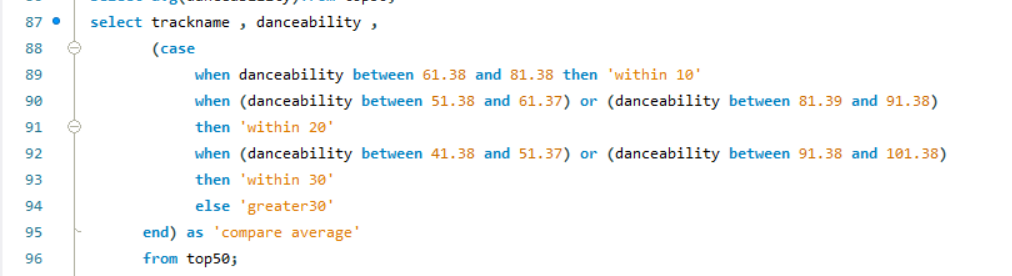 87 select trackname , danceability ,
88 (case
89 when danceability between 61.38 and 81.38 then 'within 10'
90 when (danceability between 51.38 and 61.37) or (danceability between 81.39 and 91.38)
91 then 'within 20'
92 when (danceability between 41.38 and 51.37) or (danceability between 91.38 and 101.38)
93 then 'within 30'
94 else 'greater30'
95 end) as 'compare average'
96 from top50;